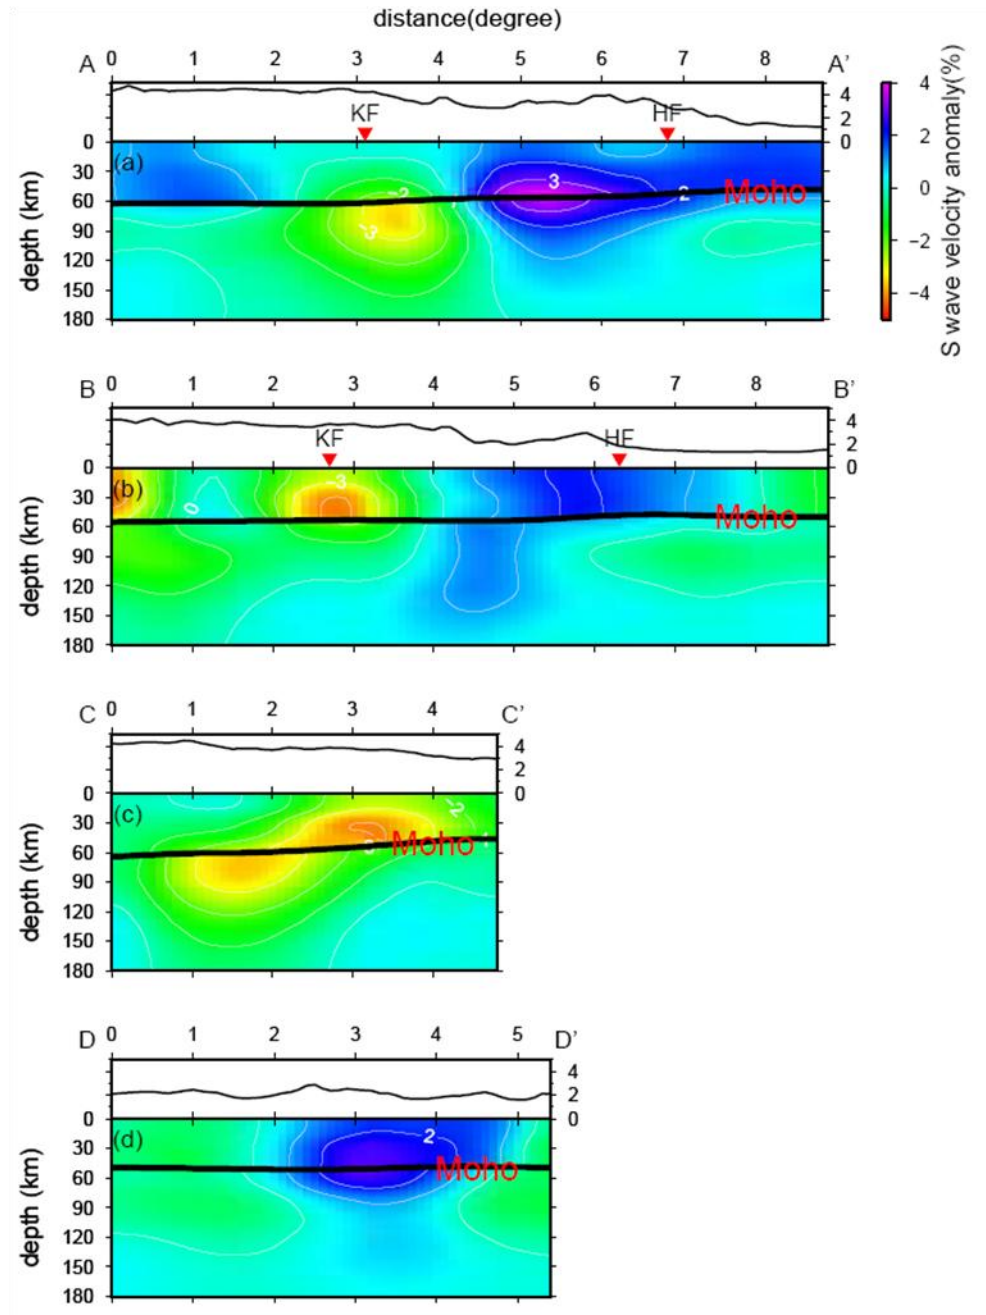 distance(degree)
A 0 1 2 3 4 5 6 7 8 A'
KF HF
4
2
0
(a)
0
30
60
90
120
150
180
depth (km)
−2
−3
3
2
Moho
4
2
0
−2
−4
S wave velocity anomaly(%)
B 0 1 2 3 4 5 6 7 8 B'
KF HF
4
2
0
(b)
0
30
60
90
120
150
180
depth (km)
0
−3
Moho
C 0 1 2 3 4 C'
4
2
0
(c)
0
30
60
90
120
150
180
depth (km)
−2
Moho
D 0 1 2 3 4 5 D'
4
2
0
(d)
0
30
60
90
120
150
180
depth (km)
2
Moho